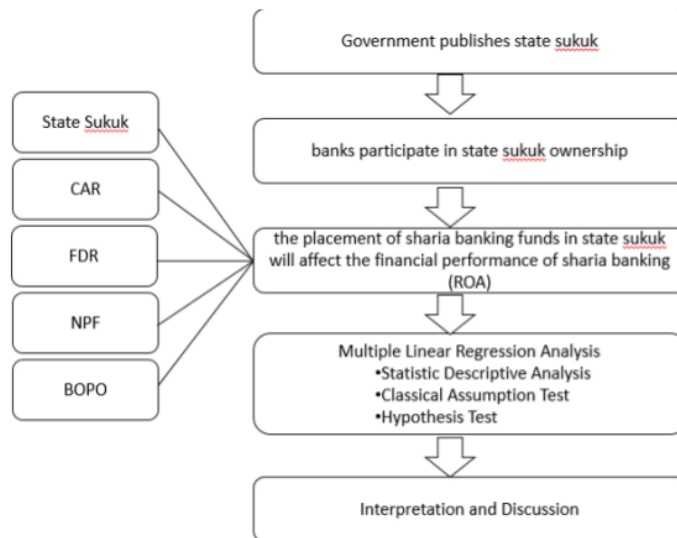 Government publishes state sukuk
State Sukuk
banks participate in state sukuk ownership
CAR
FDR
the placement of sharia banking funds in state sukuk
will affect the financial performance of sharia banking
(ROA)
NPF
BOPO
Multiple Linear Regression Analysis
•Statistic Descriptive Analysis
•Classical Assumption Test
•Hypothesis Test
Interpretation and Discussion